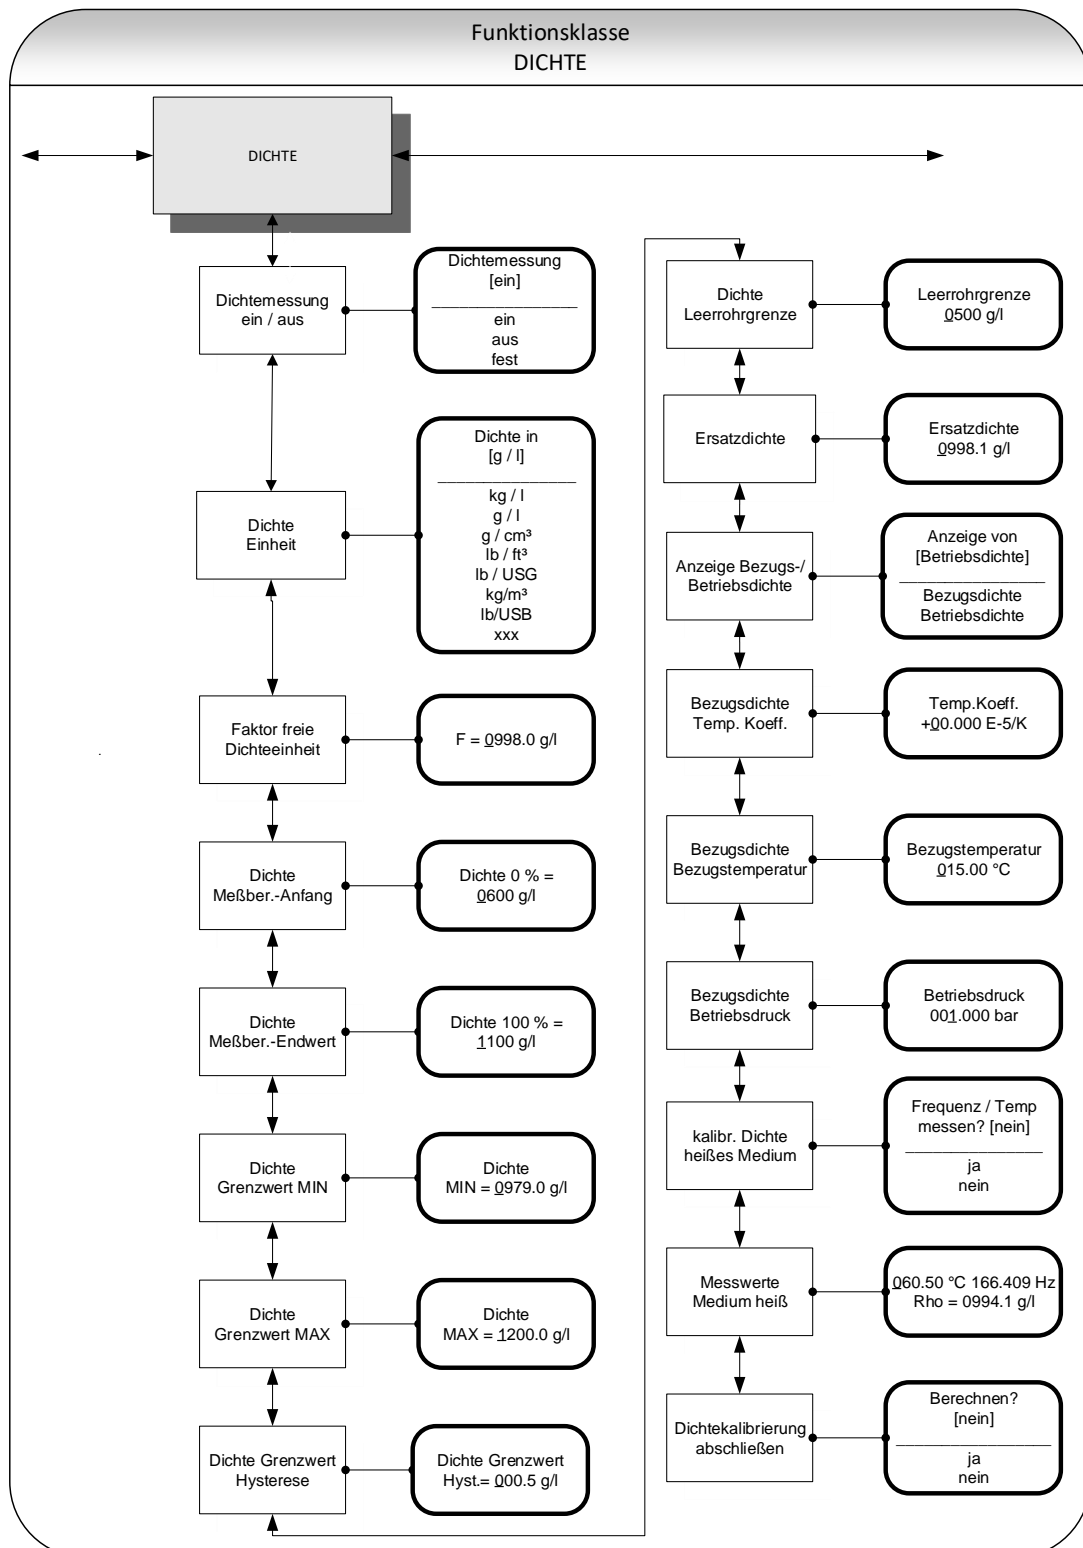 Funktionsklasse
DICHTE
DICHTE
Dichtemessung
ein / aus
Dichtemessung
[ein]
ein
aus
fest
Dichte
Einheit
Dichte in
[g / l]
kg / l
g / l
g / cm³
lb / ft³
lb / USG
kg/m³
lb/USB
xxx
Faktor freie
Dichteeinheit
F = 0998.0 g/l
Dichte
Meßber.-Anfang
Dichte 0 % =
0600 g/l
Dichte
Meßber.-Endwert
Dichte 100 % =
1100 g/l
Dichte
Grenzwert MIN
Dichte
MIN = 0979.0 g/l
Dichte
Grenzwert MAX
Dichte
MAX = 1200.0 g/l
Dichte Grenzwert
Hysterese
Dichte Grenzwert
Hyst.= 000.5 g/l
Dichte
Leerrohrgrenze
Leerrohrgrenze
0500 g/l
Ersatzdichte
Ersatzdichte
0998.1 g/l
Anzeige Bezugs-/
Betriebsdichte
Anzeige von
[Betriebsdichte]
Bezugsdichte
Betriebsdichte
Bezugsdichte
Temp. Koeff.
Temp.Koeff.
+00.000 E-5/K
Bezugsdichte
Bezugstemperatur
Bezugstemperatur
015.00 °C
Bezugsdichte
Betriebsdruck
Betriebsdruck
001.000 bar
kalibr. Dichte
heißes Medium
Frequenz / Temp
messen? [nein]
ja
nein
Messwerte
Medium heiß
060.50 °C 166.409 Hz
Rho = 0994.1 g/l
Dichtekalibrierung
abschließen
Berechnen?
[nein]
ja
nein